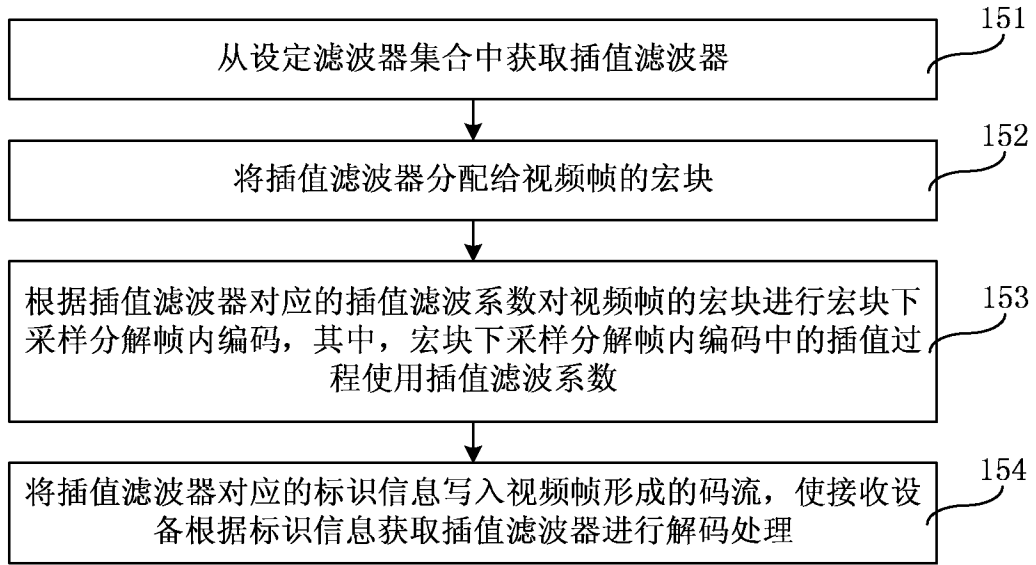 151
从设定滤波器集合中获取插值滤波器
152
将插值滤波器分配给视频帧的宏块
根据插值滤波器对应的插值滤波系数对视频帧的宏块进行宏块下
采样分解帧内编码，其中，宏块下采样分解帧内编码中的插值过
程使用插值滤波系数
153
将插值滤波器对应的标识信息写入视频帧形成的码流，使接收设
备根据标识信息获取插值滤波器进行解码处理
154